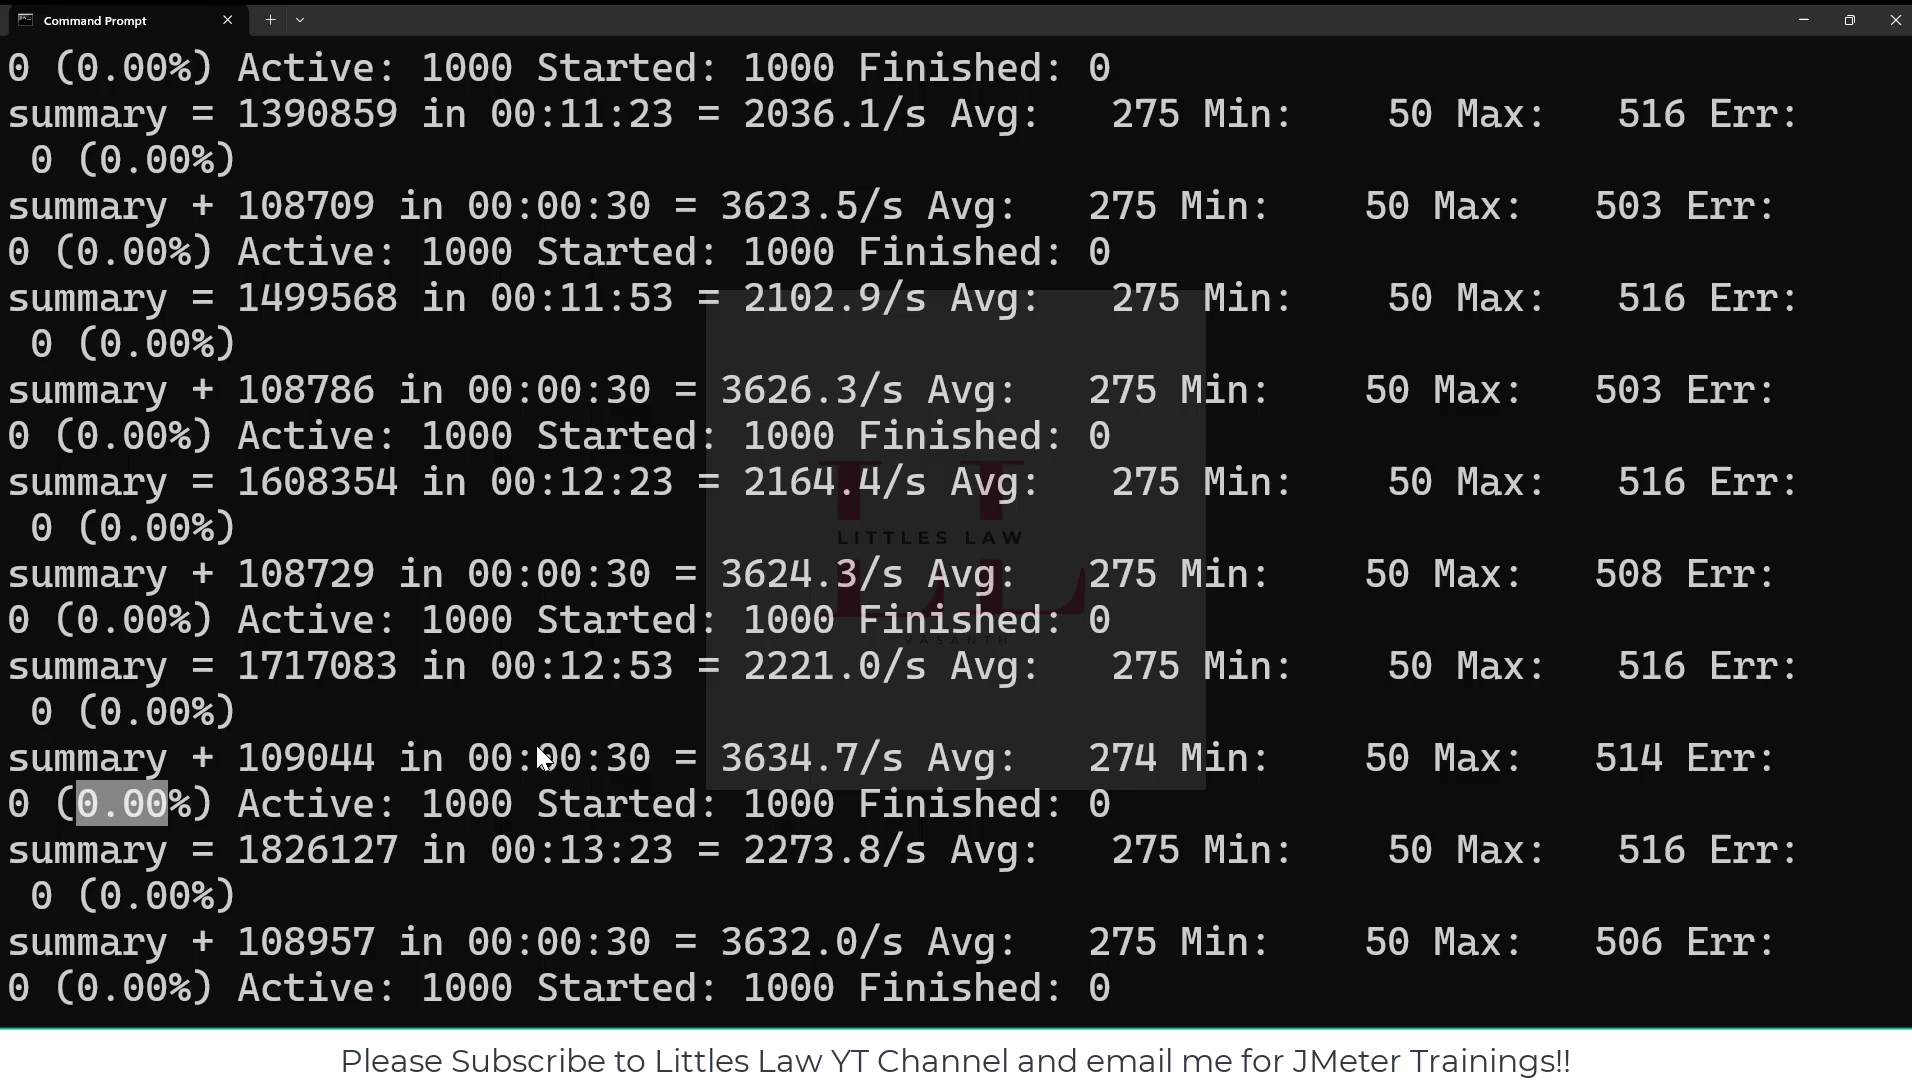 Command Prompt
0 (0.00%) Active: 1000 Started: 1000 Finished: 0
summary = 1390859 in 00:11:23 = 2036.1/s Avg:   275 Min:    50 Max:   516 Err:
 0 (0.00%)
summary + 108709 in 00:00:30 = 3623.5/s Avg:   275 Min:    50 Max:   503 Err:
0 (0.00%) Active: 1000 Started: 1000 Finished: 0
summary = 1499568 in 00:11:53 = 2102.9/s Avg:   275 Min:    50 Max:   516 Err:
 0 (0.00%)
summary + 108786 in 00:00:30 = 3626.3/s Avg:   275 Min:    50 Max:   503 Err:
0 (0.00%) Active: 1000 Started: 1000 Finished: 0
summary = 1608354 in 00:12:23 = 2164.4/s Avg:   275 Min:    50 Max:   516 Err:
 0 (0.00%)
LITTLES LAW
summary + 108729 in 00:00:30 = 3624.3/s Avg:   275 Min:    50 Max:   508 Err:
0 (0.00%) Active: 1000 Started: 1000 Finished: 0
VASANTH
summary = 1717083 in 00:12:53 = 2221.0/s Avg:   275 Min:    50 Max:   516 Err:
 0 (0.00%)
summary + 109044 in 00:00:30 = 3634.7/s Avg:   274 Min:    50 Max:   514 Err:
0 (0.00%) Active: 1000 Started: 1000 Finished: 0
summary = 1826127 in 00:13:23 = 2273.8/s Avg:   275 Min:    50 Max:   516 Err:
 0 (0.00%)
summary + 108957 in 00:00:30 = 3632.0/s Avg:   275 Min:    50 Max:   506 Err:
0 (0.00%) Active: 1000 Started: 1000 Finished: 0
Please Subscribe to Littles Law YT Channel and email me for JMeter Trainings!!